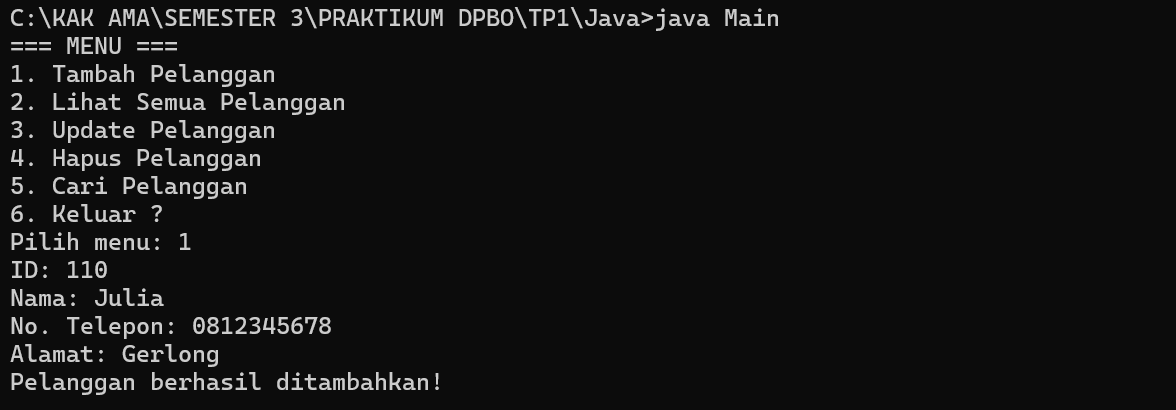 C:\KAK AMA\SEMESTER 3\PRAKTIKUM DPBO\TP1\Java>java Main
=== MENU ===
1. Tambah Pelanggan
2. Lihat Semua Pelanggan
3. Update Pelanggan
4. Hapus Pelanggan
5. Cari Pelanggan
6. Keluar ?
Pilih menu: 1
ID: 110
Nama: Julia
No. Telepon: 0812345678
Alamat: Gerlong
Pelanggan berhasil ditambahkan!